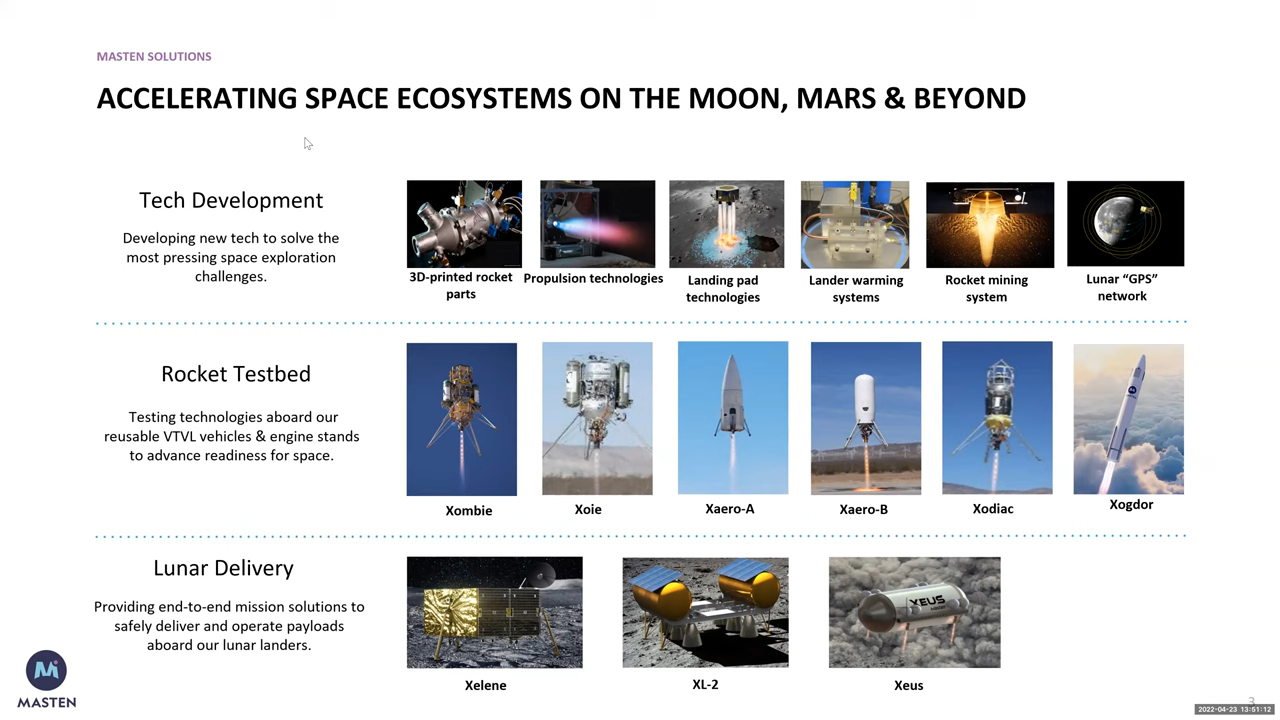 MASTEN SOLUTIONS
ACCELERATING SPACE ECOSYSTEMS ON THE MOON, MARS & BEYOND
Tech Development
Developing new tech to solve the
most pressing space exploration
challenges.
3D-printed rocket
parts
Propulsion technologies
Landing pad
technologies
Lander warming
systems
Rocket mining
system
Lunar “GPS”
network
Rocket Testbed
Testing technologies aboard our
reusable VTVL vehicles & engine stands
to advance readiness for space.
Xombie
Xoie
Xaero-A
Xaero-B
Xodiac
Xogdor
Lunar Delivery
Providing end-to-end mission solutions to
safely deliver and operate payloads
aboard our lunar landers.
XEUS
Xelene
XL-2
Xeus
MASTEN
3
2022-04-23 13:51:12